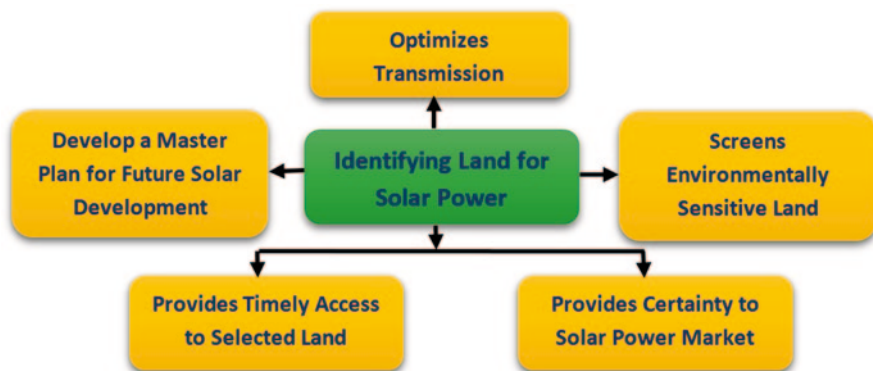 Optimizes
Transmission
Develop a Master
Plan for Future Solar
Development
Identifying Land for
Solar Power
Screens
Environmentally
Sensitive Land
Provides Timely Access
to Selected Land
Provides Certainty to
Solar Power Market